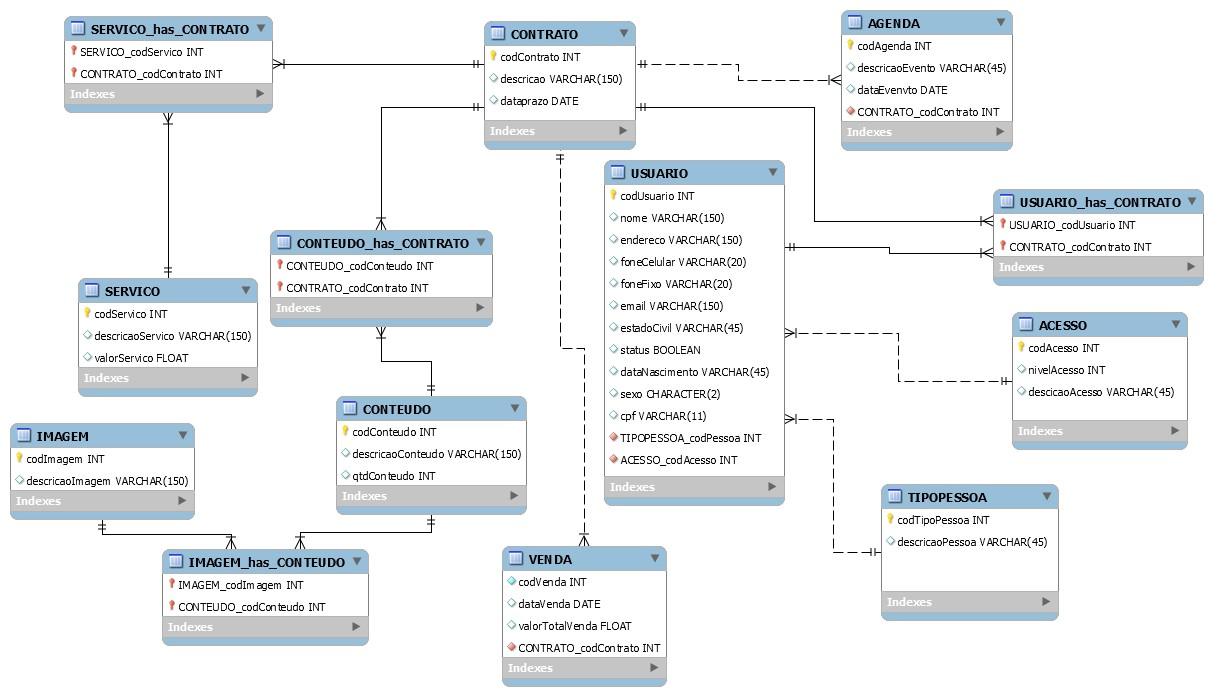 SERVICO_has_CONTRATO
SERVICO_codServico INT
CONTRATO_codContrato INT
Indexes
CONTRATO
codContrato INT
descricao VARCHAR(150)
dataprazo DATE
Indexes
AGENDA
codAgenda INT
descricaoEvento VARCHAR(45)
dataEvenvto DATE
CONTRATO_codContrato INT
Indexes
USUARIO
codUsuario INT
nome VARCHAR(150)
endereco VARCHAR(150)
foneCelular VARCHAR(20)
foneFixo VARCHAR(20)
email VARCHAR(150)
estadoCivil VARCHAR(45)
status BOOLEAN
dataNascimento VARCHAR(45)
sexo CHARACTER(2)
cpf VARCHAR(11)
TIPOPESSOA_codPessoa INT
ACESSO_codAcesso INT
Indexes
USUARIO_has_CONTRATO
USUARIO_codUsuario INT
CONTRATO_codContrato INT
Indexes
CONTEUDO_has_CONTRATO
CONTEUDO_codConteudo INT
CONTRATO_codContrato INT
Indexes
SERVICO
codServico INT
descricaoServico VARCHAR(150)
valorServico FLOAT
Indexes
ACESSO
codAcesso INT
nivelAcesso INT
descicaoAcesso VARCHAR(45)
Indexes
CONTEUDO
codConteudo INT
descricaoConteudo VARCHAR(150)
qtdConteudo INT
Indexes
IMAGEM
codImagem INT
descricaoImagem VARCHAR(150)
Indexes
TIPOPESSOA
codTipoPessoa INT
descricaoPessoa VARCHAR(45)
Indexes
IMAGEM_has_CONTEUDO
IMAGEM_codImagem INT
CONTEUDO_codConteudo INT
Indexes
VENDA
codVenda INT
dataVenda DATE
valorTotalVenda FLOAT
CONTRATO_codContrato INT
Indexes